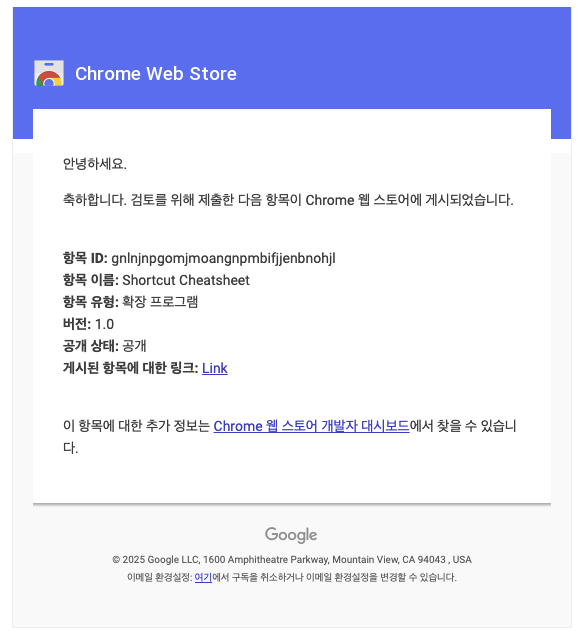 Chrome Web Store
안녕하세요.
축하합니다. 검토를 위해 제출한 다음 항목이 Chrome 웹 스토어에 게시되었습니다.
항목 ID: gnlnjnpgomjmoangnpmbifjjenbnohjl
항목 이름: Shortcut Cheatsheet
항목 유형: 확장 프로그램
버전: 1.0
공개 상태: 공개
게시된 항목에 대한 링크: Link
이 항목에 대한 추가 정보는 Chrome 웹 스토어 개발자 대시보드에서 찾을 수 있습니
다.
Google
© 2025 Google LLC, 1600 Amphitheatre Parkway, Mountain View, CA 94043 , USA
이메일 환경설정: 여기에서 구독을 취소하거나 이메일 환경설정을 변경할 수 있습니다.